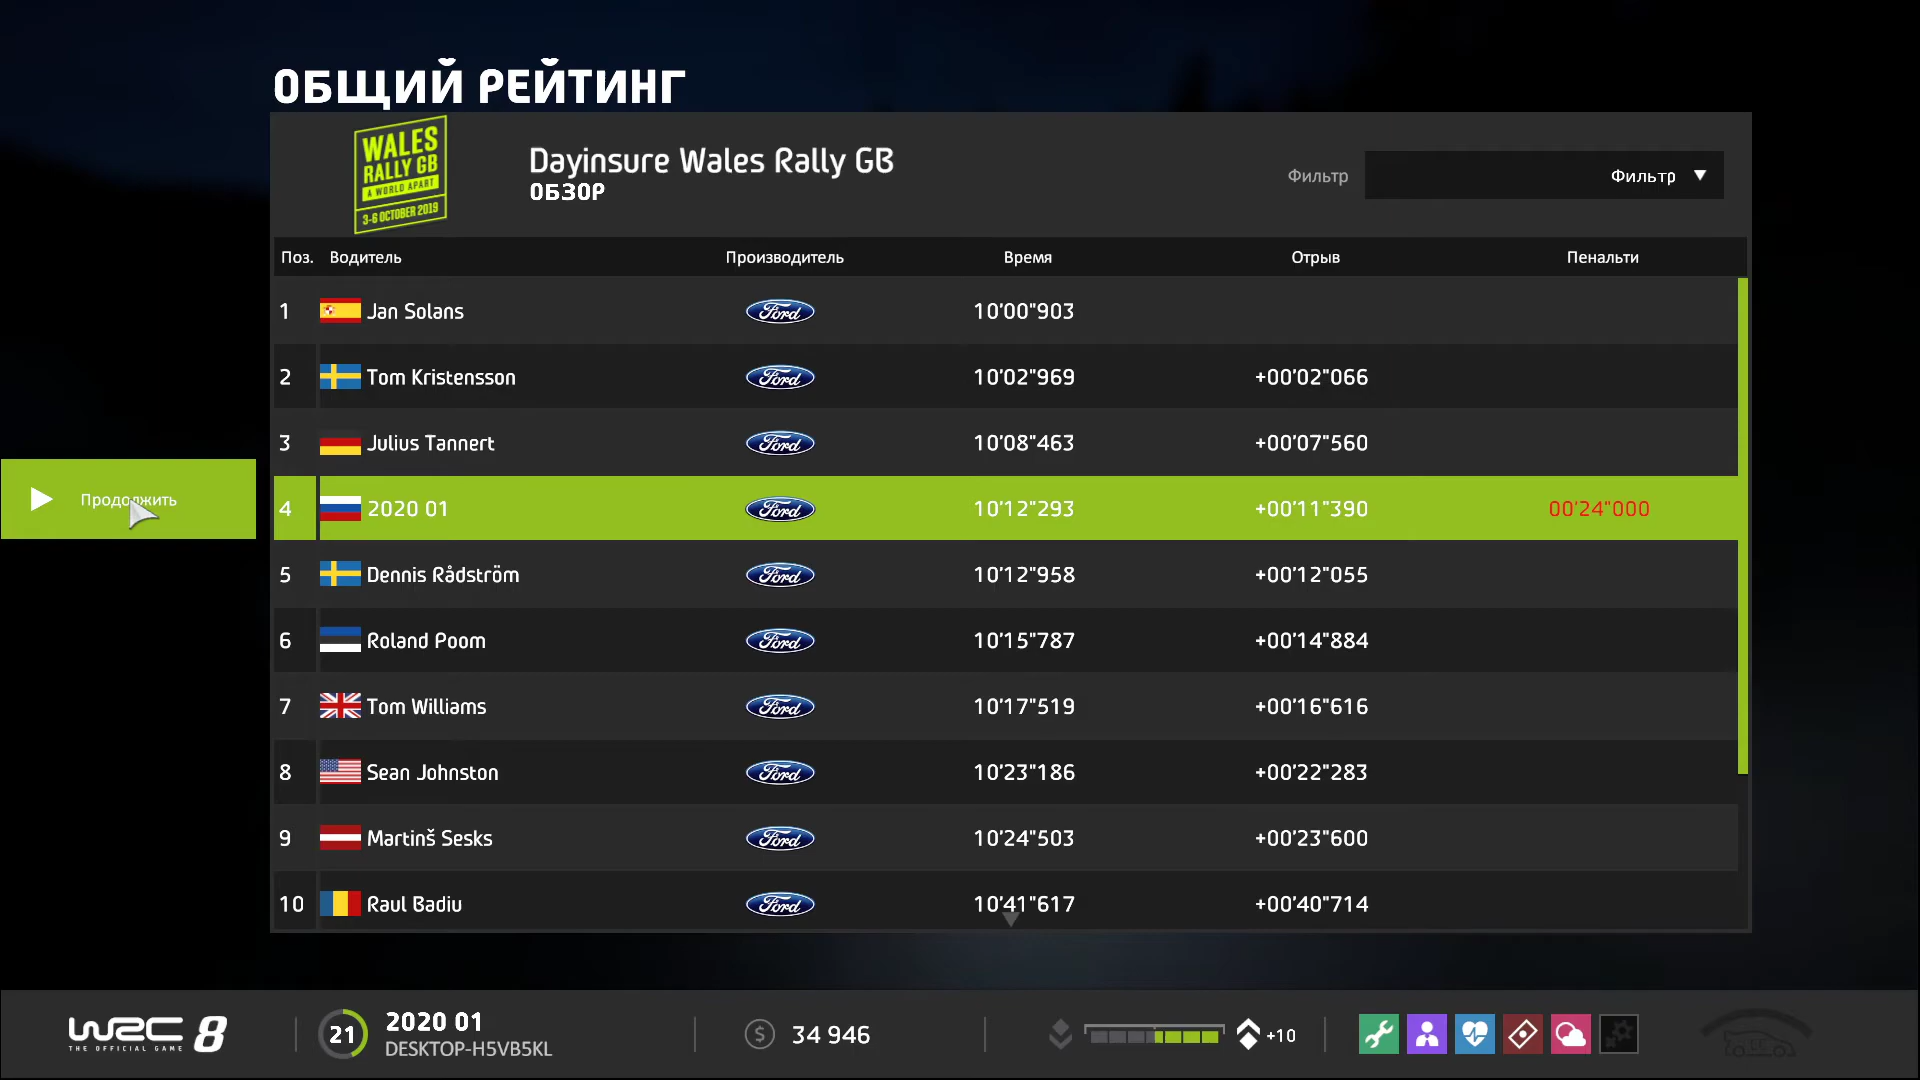 ОБЩИЙ РЕЙТИНГ
WALES
RALLY GB
A WORLD APART
3-6 OCTOBER 2019
Dayinsure Wales Rally GB
ОБЗОР
Фильтр Фильтр
Поз. Водитель Производитель Время Отрыв Пенальти
1 Jan Solans Ford 10'00"903
2 Tom Kristensson Ford 10'02"969 +00'02"066
3 Julius Tannert Ford 10'08"463 +00'07"560
Продолжить
4 2020 01 Ford 10'12"293 +00'11"390 00'24"000
5 Dennis Rådström Ford 10'12"958 +00'12"055
6 Roland Poom Ford 10'15"787 +00'14"884
7 Tom Williams Ford 10'17"519 +00'16"616
8 Sean Johnston Ford 10'23"186 +00'22"283
9 Martinš Sesks Ford 10'24"503 +00'23"600
10 Raul Badiu Ford 10'41"617 +00'40"714
WRC 8
THE OFFICIAL GAME
21
2020 01
DESKTOP-H5VB5KL
$ 34 946
+10